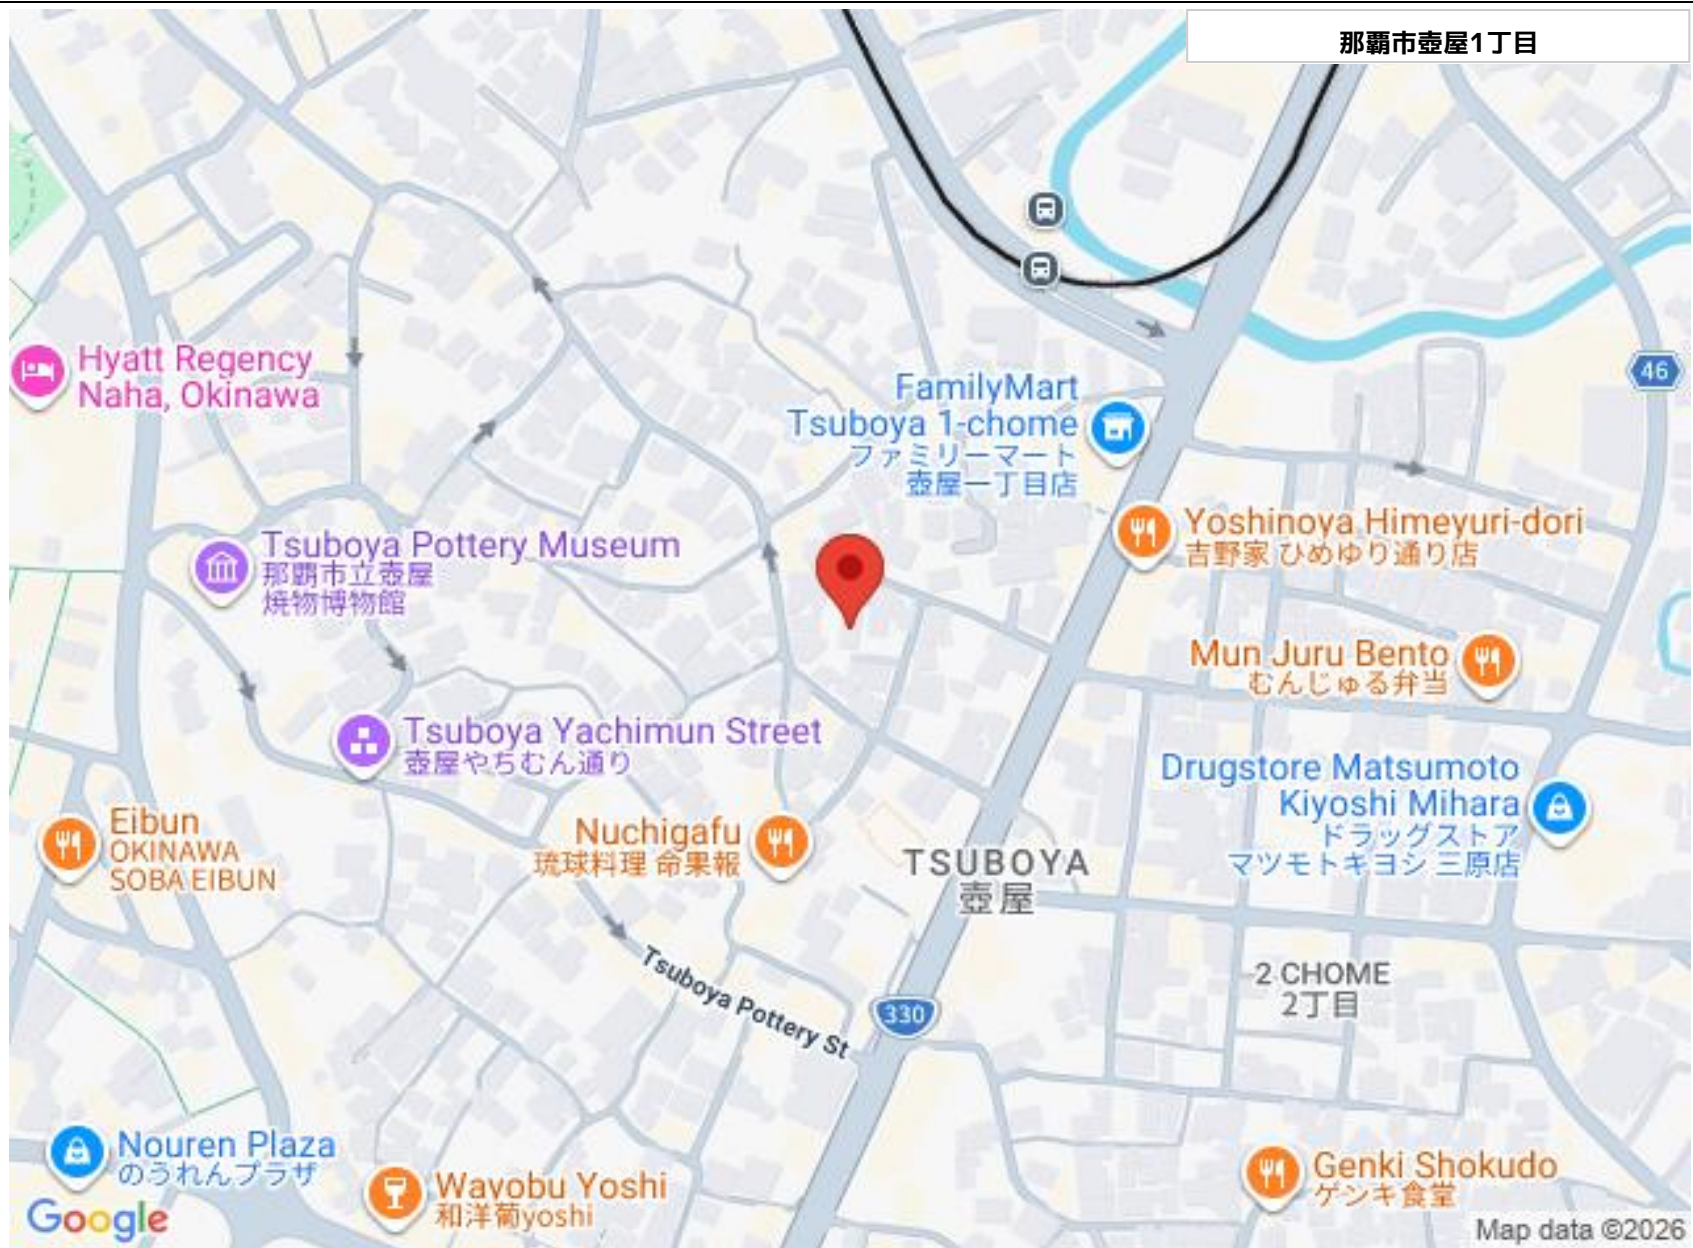 那覇市壺屋1丁目
46
Hyatt Regency
Naha, Okinawa
FamilyMart
Tsuboya 1-chome
ファミリーマート
壺屋一丁目店
Yoshinoya Himeyuri-dori
吉野家 ひめゆり通り店
Tsuboya Pottery Museum
那覇市立壺屋
焼物博物館
Mun Juru Bento
むんじゅる弁当
Tsuboya Yachimun Street
壺屋やちむん通り
Drugstore Matsumoto
Kiyoshi Mihara
ドラッグストア
マツモトキヨシ 三原店
Eibun
OKINAWA
SOBA EIBUN
Nuchigafu
琉球料理 命果報
TSUBOYA
壺屋
2 CHOME
2丁目
Tsuboya Pottery St
330
Nouren Plaza
のうれんプラザ
Wayobu Yoshi
和洋葡yoshi
Genki Shokudo
ゲンキ食堂
Google
Map data ©2026